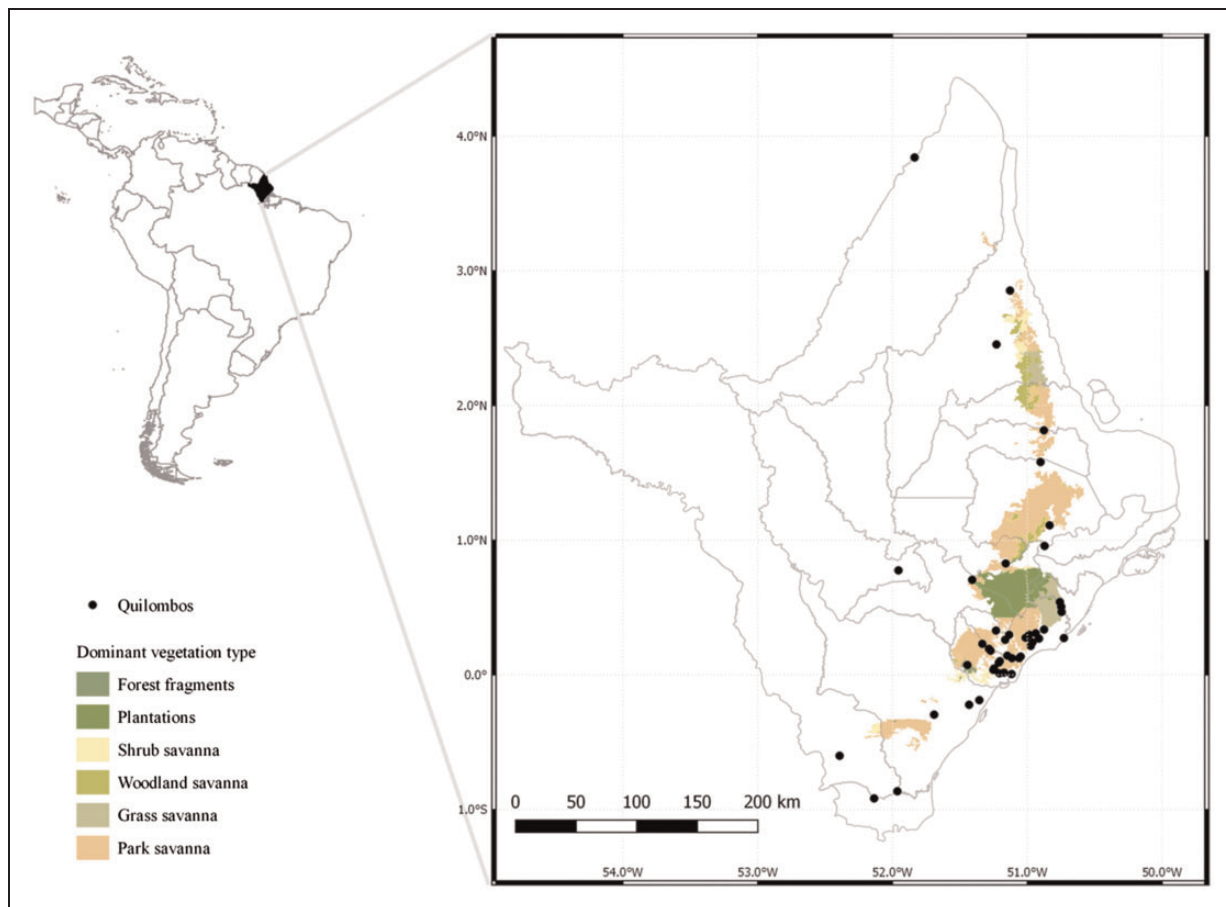 4.0°N
3.0°N
2.0°N
1.0°N
0.0°
1.0°S
0 50 100 150 200 km
54.0°W 53.0°W 52.0°W 51.0°W 50.0°W
Quilombos
Dominant vegetation type
Forest fragments
Plantations
Shrub savanna
Woodland savanna
Grass savanna
Park savanna